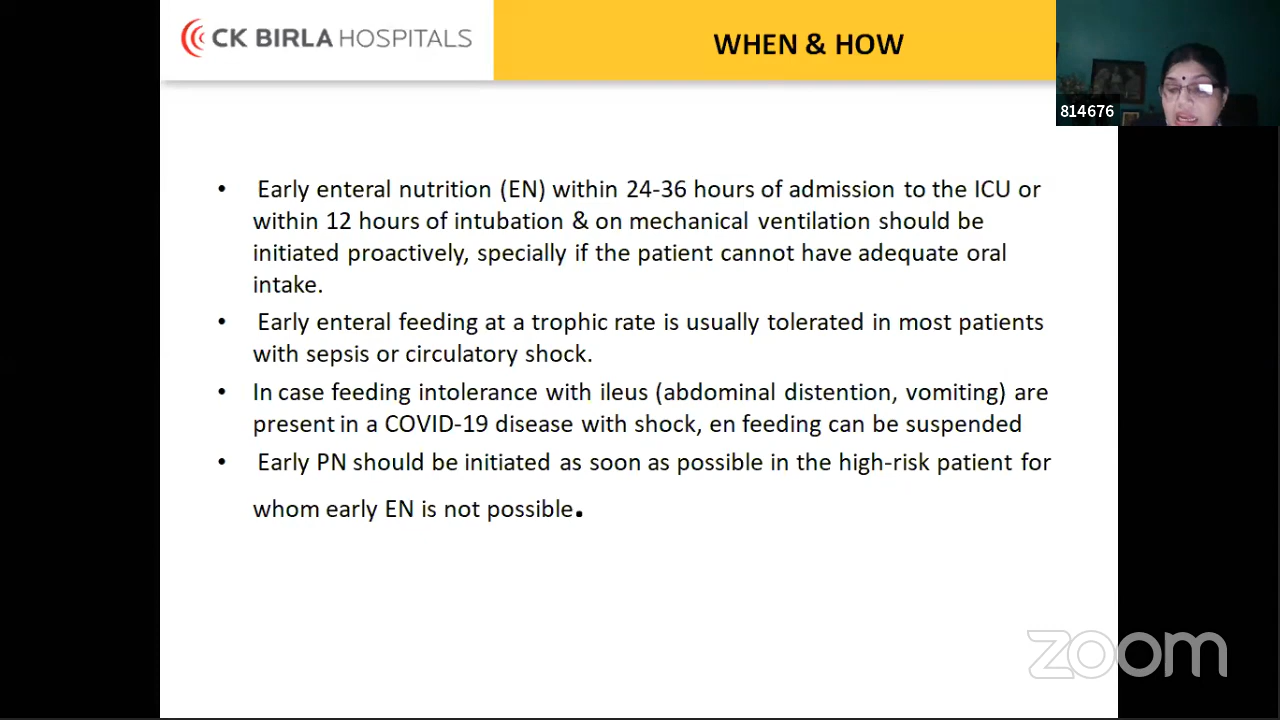 CK BIRLA HOSPITALS
WHEN & HOW
814676
• Early enteral nutrition (EN) within 24-36 hours of admission to the ICU or
within 12 hours of intubation & on mechanical ventilation should be
initiated proactively, specially if the patient cannot have adequate oral
intake.
• Early enteral feeding at a trophic rate is usually tolerated in most patients
with sepsis or circulatory shock.
• In case feeding intolerance with ileus (abdominal distention, vomiting) are
present in a COVID-19 disease with shock, en feeding can be suspended
• Early PN should be initiated as soon as possible in the high-risk patient for
whom early EN is not possible.
zoom